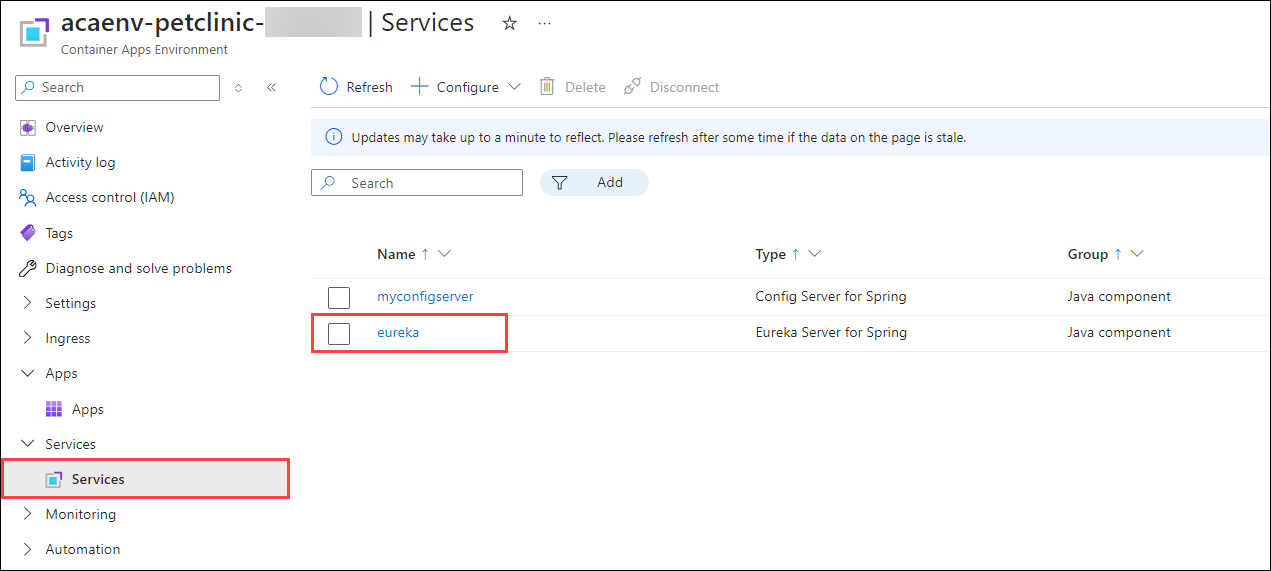 acaenv-petclinic- | Services
Container Apps Environment
Search
Refresh Configure Delete Disconnect
Updates may take up to a minute to reflect. Please refresh after some time if the data on the page is stale.
Search Add
Overview
Activity log
Access control (IAM)
Tags
Diagnose and solve problems
Settings
Ingress
Apps
Apps
Services
Services
Monitoring
Automation
Name Type Group
myconfigserver Config Server for Spring Java component
eureka Eureka Server for Spring Java component